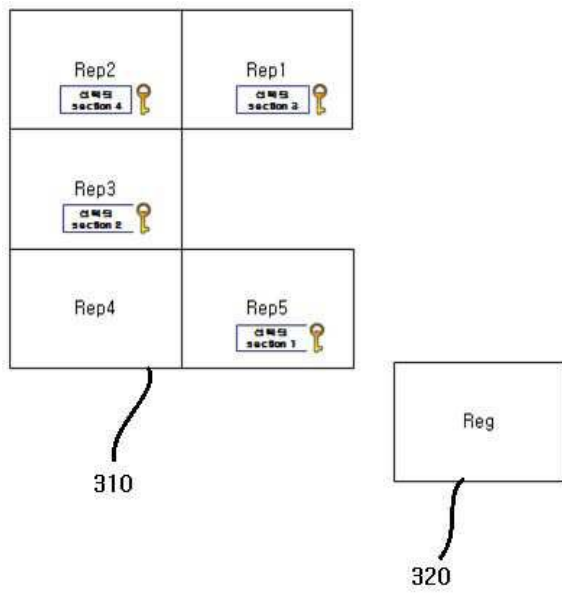 Rep2
Rep1
section 4
section 3
Rep3
section 2
Rep4
Rep5
section 1
Reg
310
320